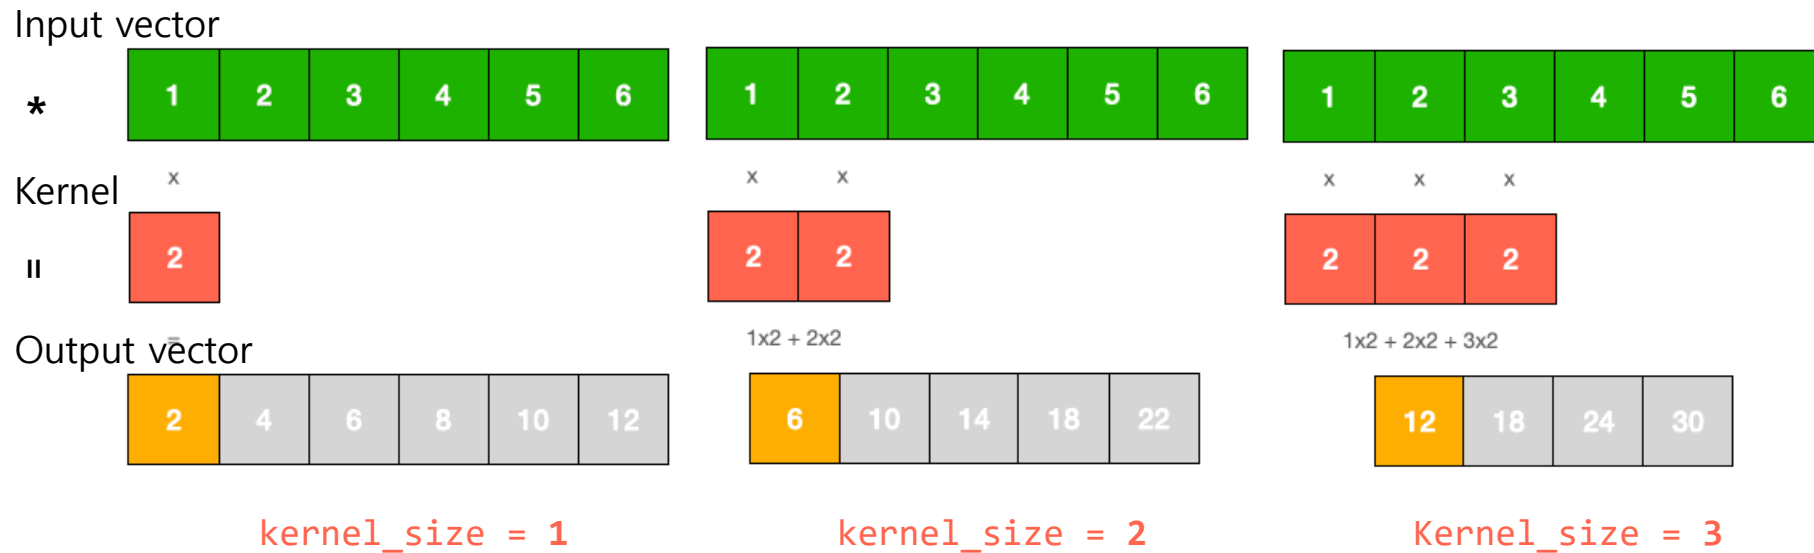 Input vector
1 2 3 4 5 6
1 2 3 4 5 6
1 2 3 4 5 6
*
x
x x
x x x
Kernel
2
2 2
2 2 2
=
=
1x2 + 2x2
1x2 + 2x2 + 3x2
Output vector
2 4 6 8 10 12
6 10 14 18 22
12 18 24 30
kernel_size = 1
kernel_size = 2
Kernel_size = 3